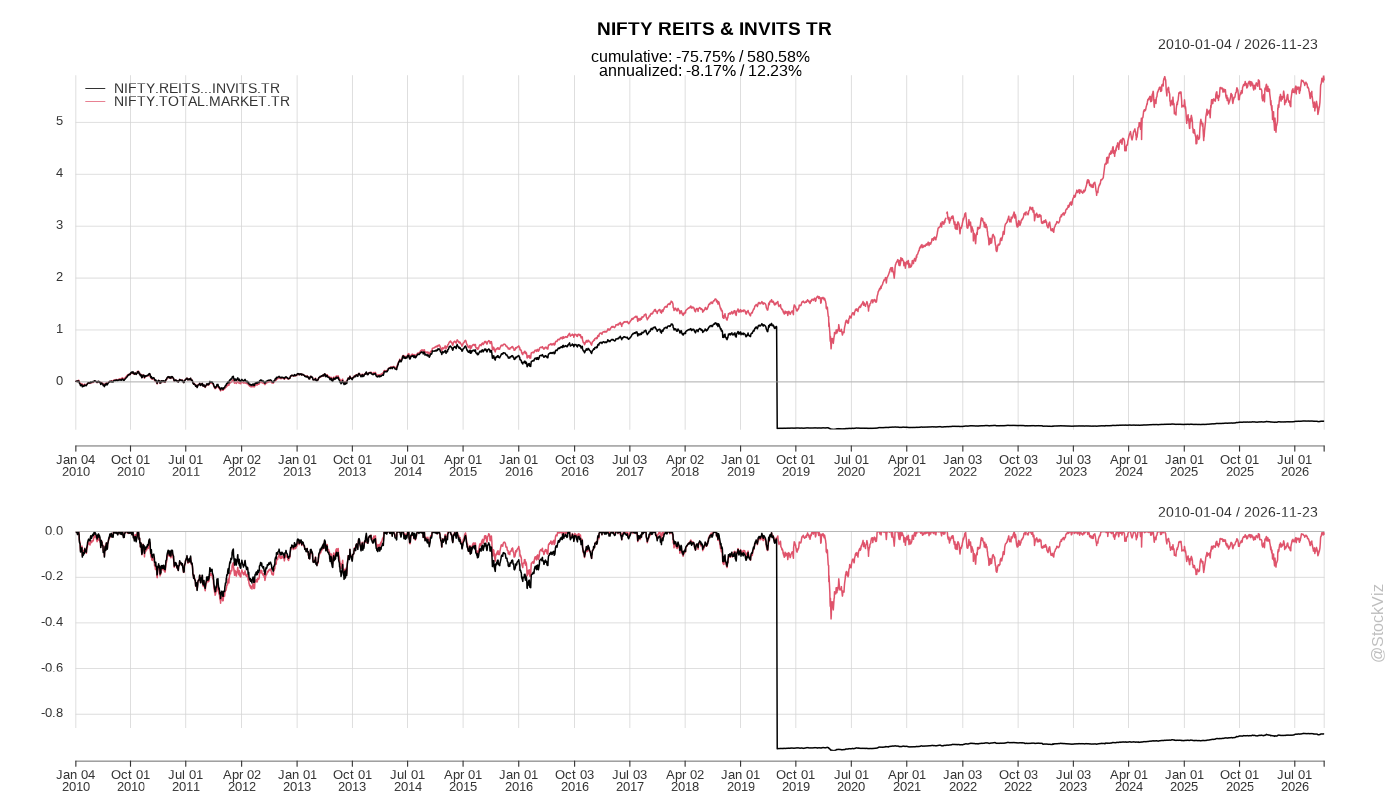 NIFTY REITS & INVITS TR
2010-01-04 / 2026-11-23
cumulative: -75.75% / 580.58%
annualized: -8.17% / 12.23%
NIFTY.REITS...INVITS.TR
NIFTY.TOTAL.MARKET.TR
5
4
3
2
1
0
Jan 04 Oct 01 Jul 01 Apr 02 Jan 01 Oct 01 Jul 01 Apr 01 Jan 01 Oct 03 Jul 03 Apr 02 Jan 01 Oct 01 Jul 01 Apr 01 Jan 03 Oct 03 Jul 03 Apr 01 Jan 01 Oct 01 Jul 01
2010 2010 2011 2012 2013 2013 2014 2015 2016 2016 2017 2018 2019 2019 2020 2021 2022 2022 2023 2024 2025 2025 2026
2010-01-04 / 2026-11-23
0.0
-0.2
-0.4
-0.6
-0.8
Jan 04 Oct 01 Jul 01 Apr 02 Jan 01 Oct 01 Jul 01 Apr 01 Jan 01 Oct 03 Jul 03 Apr 02 Jan 01 Oct 01 Jul 01 Apr 01 Jan 03 Oct 03 Jul 03 Apr 01 Jan 01 Oct 01 Jul 01
2010 2010 2011 2012 2013 2013 2014 2015 2016 2016 2017 2018 2019 2019 2020 2021 2022 2022 2023 2024 2025 2025 2026
@StockViz